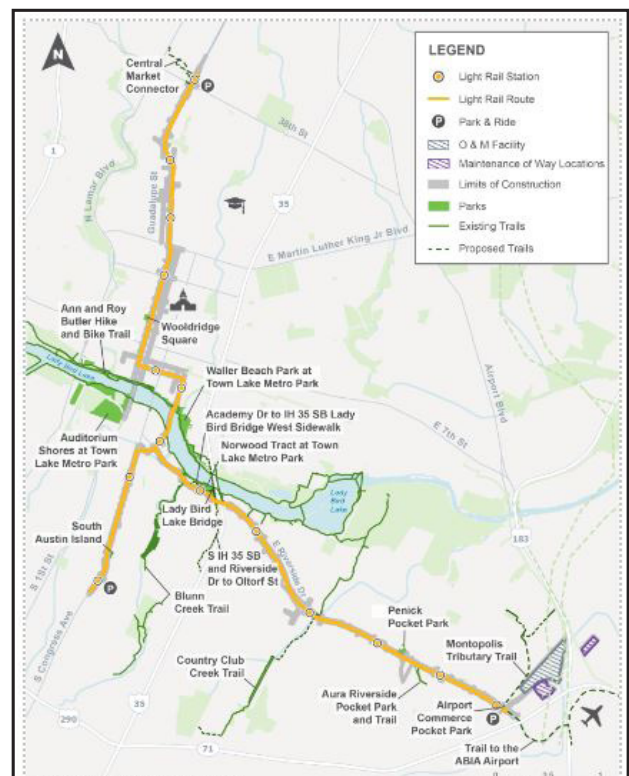 N
Central
Market
Connector
P
38th St
1
N Lamar Blvd
Guadalupe St
35
E Martin Luther King Jr Blvd
LEGEND
Light Rail Station
Light Rail Route
P Park & Ride
O & M Facility
Maintenance of Way Locations
Limits of Construction
Parks
Existing Trails
Proposed Trails
Ann and Roy
Butler Hike
and Bike Trail
Wooldridge
Square
Lady Bird Lake
Waller Beach Park at
Town Lake Metro Park
Airport Blvd
Academy Dr to IH 35 SB Lady
Bird Bridge West Sidewalk
E 7th St
Norwood Tract at Town
Lake Metro Park
Auditorium
Shores at Town
Lake Metro Park
Lady
Bird
Lake
Lady Bird
Lake Bridge
183
South
Austin Island
S 1st St
P
S IH 35 SB
and Riverside
Dr to Oltorf St
E Riverside Dr
Blunn
Creek Trail
S Congress Ave
Penick
Pocket Park
Montopolis
Tributary Trail
Country Club
Creek Trail
Aura Riverside
Pocket Park
and Trail
Airport
Commerce
Pocket Park
P
35
290
71
Trail to the
ABIA Airport